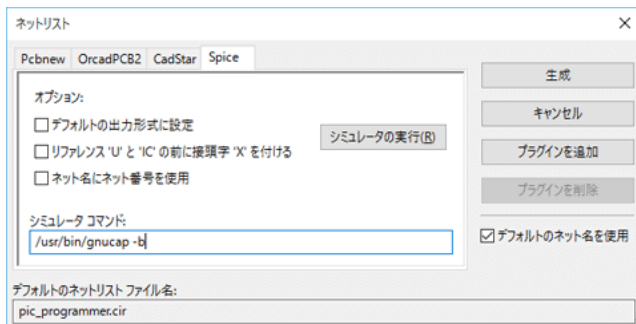 ネットリスト
Pcbnew OrcadPCB2 CadStar Spice
オプション:
デフォルトの出力形式に設定
リファレンス 'U' と 'IC' の前に接頭字 'X' を付ける
ネット名にネット番号を使用
シミュレータの実行(R)
シミュレータ コマンド:
/usr/bin/gnucap -b
生成
キャンセル
プラグインを追加
プラグインを削除
デフォルトのネット名を使用
デフォルトのネットリスト ファイル名:
pic_programmer.cir